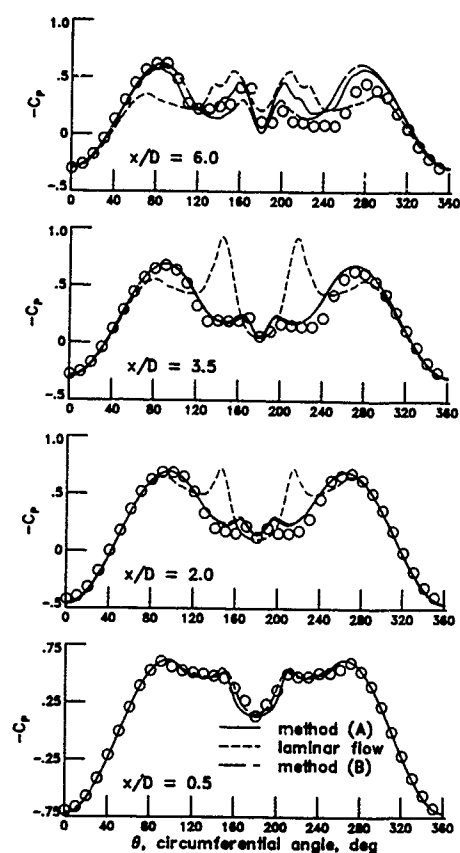 1.0
.5
0
-.5
-Cp
x/D = 6.0
0 40 80 120 160 200 240 280 320 360
1.0
.5
0
-.5
-Cp
x/D = 3.5
0 40 80 120 160 200 240 280 320 360
1.0
.5
0
-.5
-Cp
x/D = 2.0
0 40 80 120 160 200 240 280 320 360
.75
.25
-.25
-.75
-Cp
x/D = 0.5
method (A)
laminar flow
method (B)
0 40 80 120 160 200 240 280 320 360
θ, circumferential angle, deg